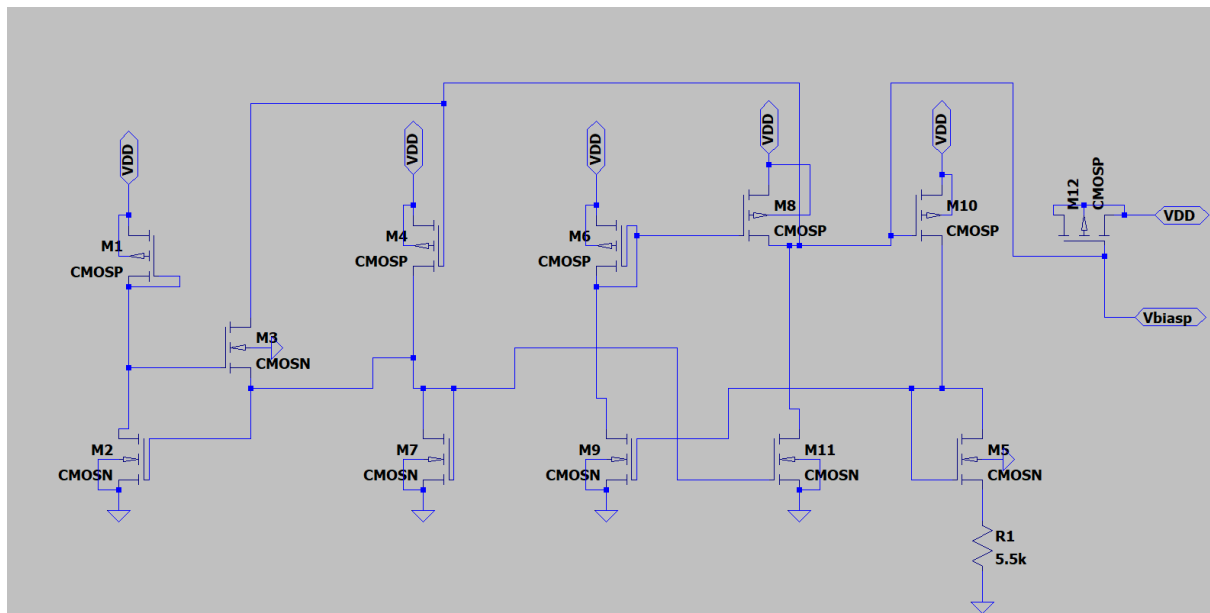 VDD
VDD
VDD
VDD
VDD
M1
CMOSP
M4
CMOSP
M6
CMOSP
M8
CMOSP
M10
CMOSP
M12
CMOSP
VDD
Vbiasp
M3
CMOSN
M2
CMOSN
M7
CMOSN
M9
CMOSN
M11
CMOSN
M5
CMOSN
R1
5.5k